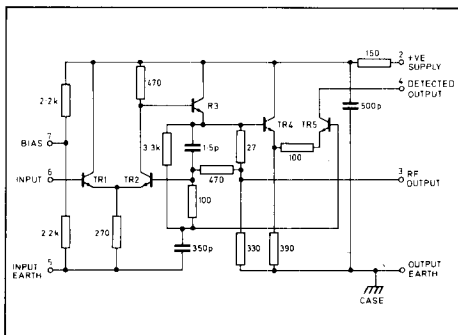 150
2 +VE SUPPLY
4 DETECTED OUTPUT
470
R3
2·2k
500p
TR4
TR5
3.3k
1·5p
27
BIAS 7
100
INPUT 6
TR1
TR2
470
3 RF OUTPUT
100
2.2k
270
350p
330
390
INPUT EARTH 5
1 OUTPUT EARTH
CASE